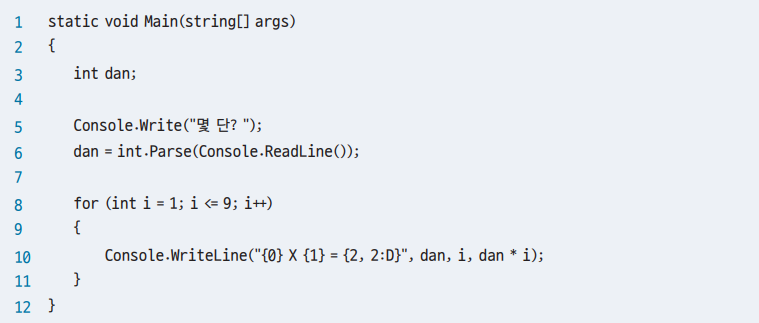 1 static void Main(string[] args)
2 {
3 int dan;
4
5 Console.Write("몇 단? ");
6 dan = int.Parse(Console.ReadLine());
7
8 for (int i = 1; i <= 9; i++)
9 {
10 Console.WriteLine("{0} X {1} = {2, 2:D}", dan, i, dan * i);
11 }
12 }